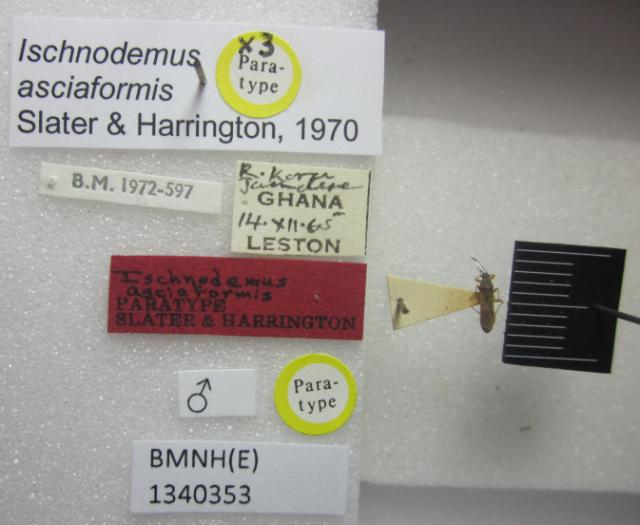 Ischnodemus
asciaformis
Slater & Harrington, 1970
x3
Para-
type
B.M. 1972-597
R.
GHANA
14.XII.65
LESTON
Ischnodemus
asciaformis
PARATYPE
SLATER & HARRINGTON
♂
Para-
type
BMNH(E)
1340353